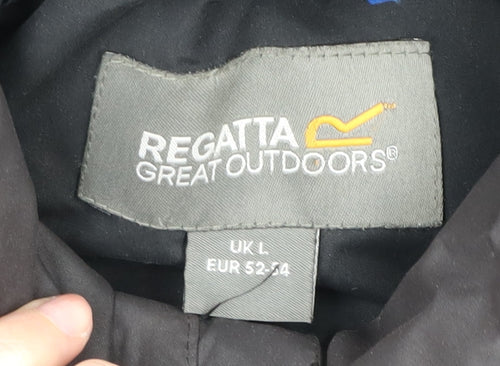 REGATTA
GREAT OUTDOORS®
UK L
EUR 52-54